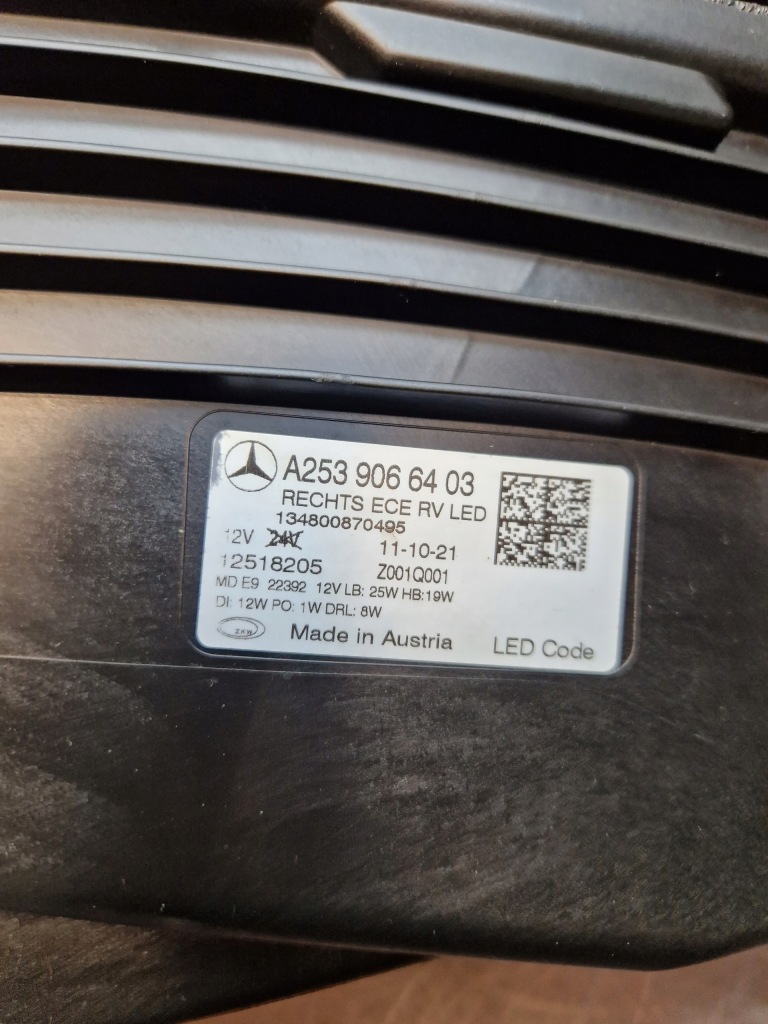 A253 906 64 03
RECHTS ECE RV LED
134800870495
12V 24V 11-10-21
12518205 Z001Q001
MD E9 22392 12V LB: 25W HB:19W
DI: 12W PO: 1W DRL: 8W
ZKW Made in Austria LED Code